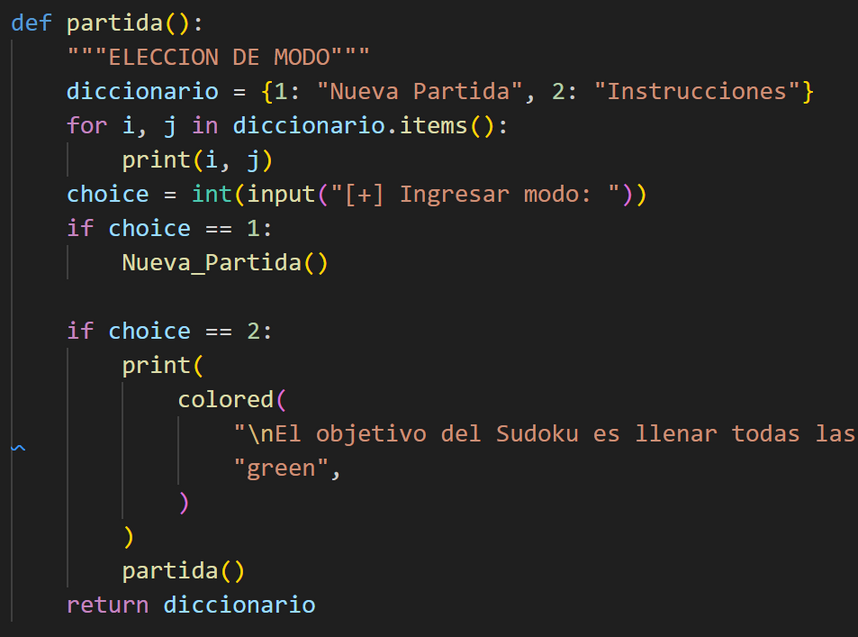 def partida():
"""ELECCION DE MODO"""
diccionario = {1: "Nueva Partida", 2: "Instrucciones"}
for i, j in diccionario.items():
print(i, j)
choice = int(input("[+] Ingresar modo: "))
if choice == 1:
Nueva_Partida()
if choice == 2:
print(
colored(
"\nEl objetivo del Sudoku es llenar todas las
"green",
)
)
partida()
return diccionario